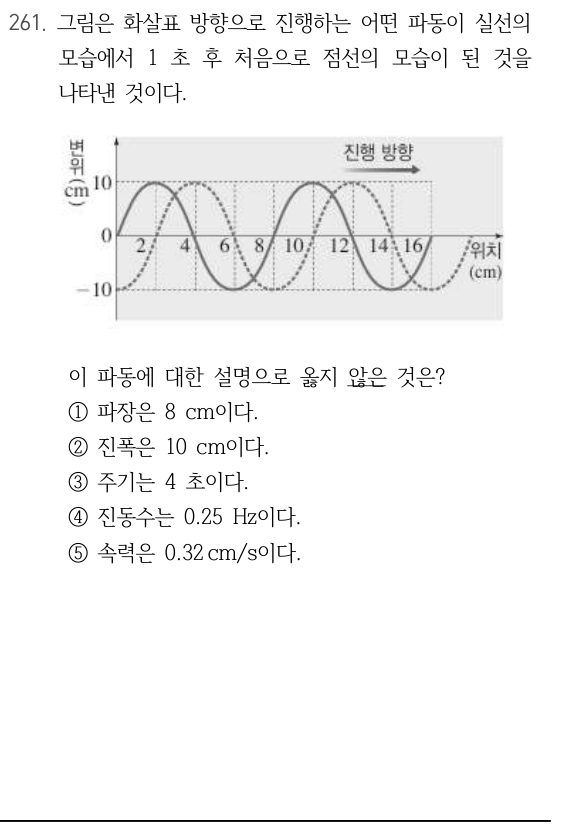 261. 그림은 화살표 방향으로 진행하는 어떤 파동이 실선의
모습에서 1 초 후 처음으로 점선의 모습이 된 것을
나타낸 것이다.
변위(cm)
진행 방향
10
0
-10
2 4 6 8 10 12 14 16
위치
(cm)
이 파동에 대한 설명으로 옳지 않은 것은?
① 파장은 8 cm이다.
② 진폭은 10 cm이다.
③ 주기는 4 초이다.
④ 진동수는 0.25 Hz이다.
⑤ 속력은 0.32 cm/s이다.